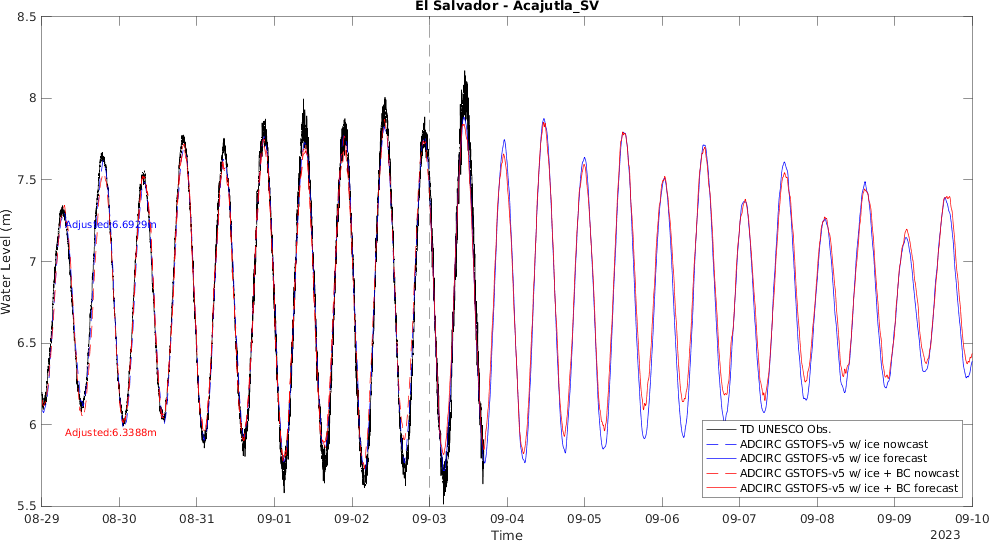 El Salvador - Acajutla_SV
8.5
8
7.5
7
6.5
6
5.5
Water Level (m)
Adjusted:6.6929m
Adjusted:6.3388m
TD UNESCO Obs.
ADCIRC GSTOFS-v5 w/ ice nowcast
ADCIRC GSTOFS-v5 w/ ice forecast
ADCIRC GSTOFS-v5 w/ ice + BC nowcast
ADCIRC GSTOFS-v5 w/ ice + BC forecast
08-29 08-30 08-31 09-01 09-02 09-03 09-04 09-05 09-06 09-07 09-08 09-09 09-10
Time
2023